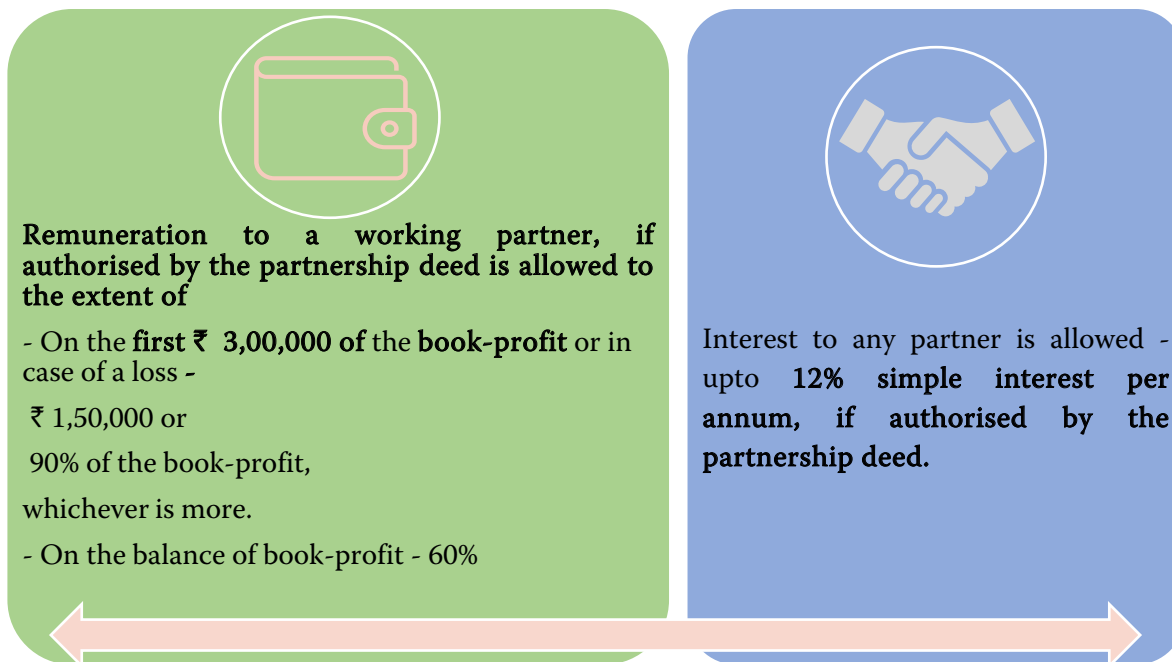 Remuneration to a working partner, if
authorised by the partnership deed is allowed to
the extent of
- On the first ₹ 3,00,000 of the book-profit or in
case of a loss -
₹ 1,50,000 or
90% of the book-profit,
whichever is more.
- On the balance of book-profit - 60%
Interest to any partner is allowed -
upto 12% simple interest per
annum, if authorised by the
partnership deed.